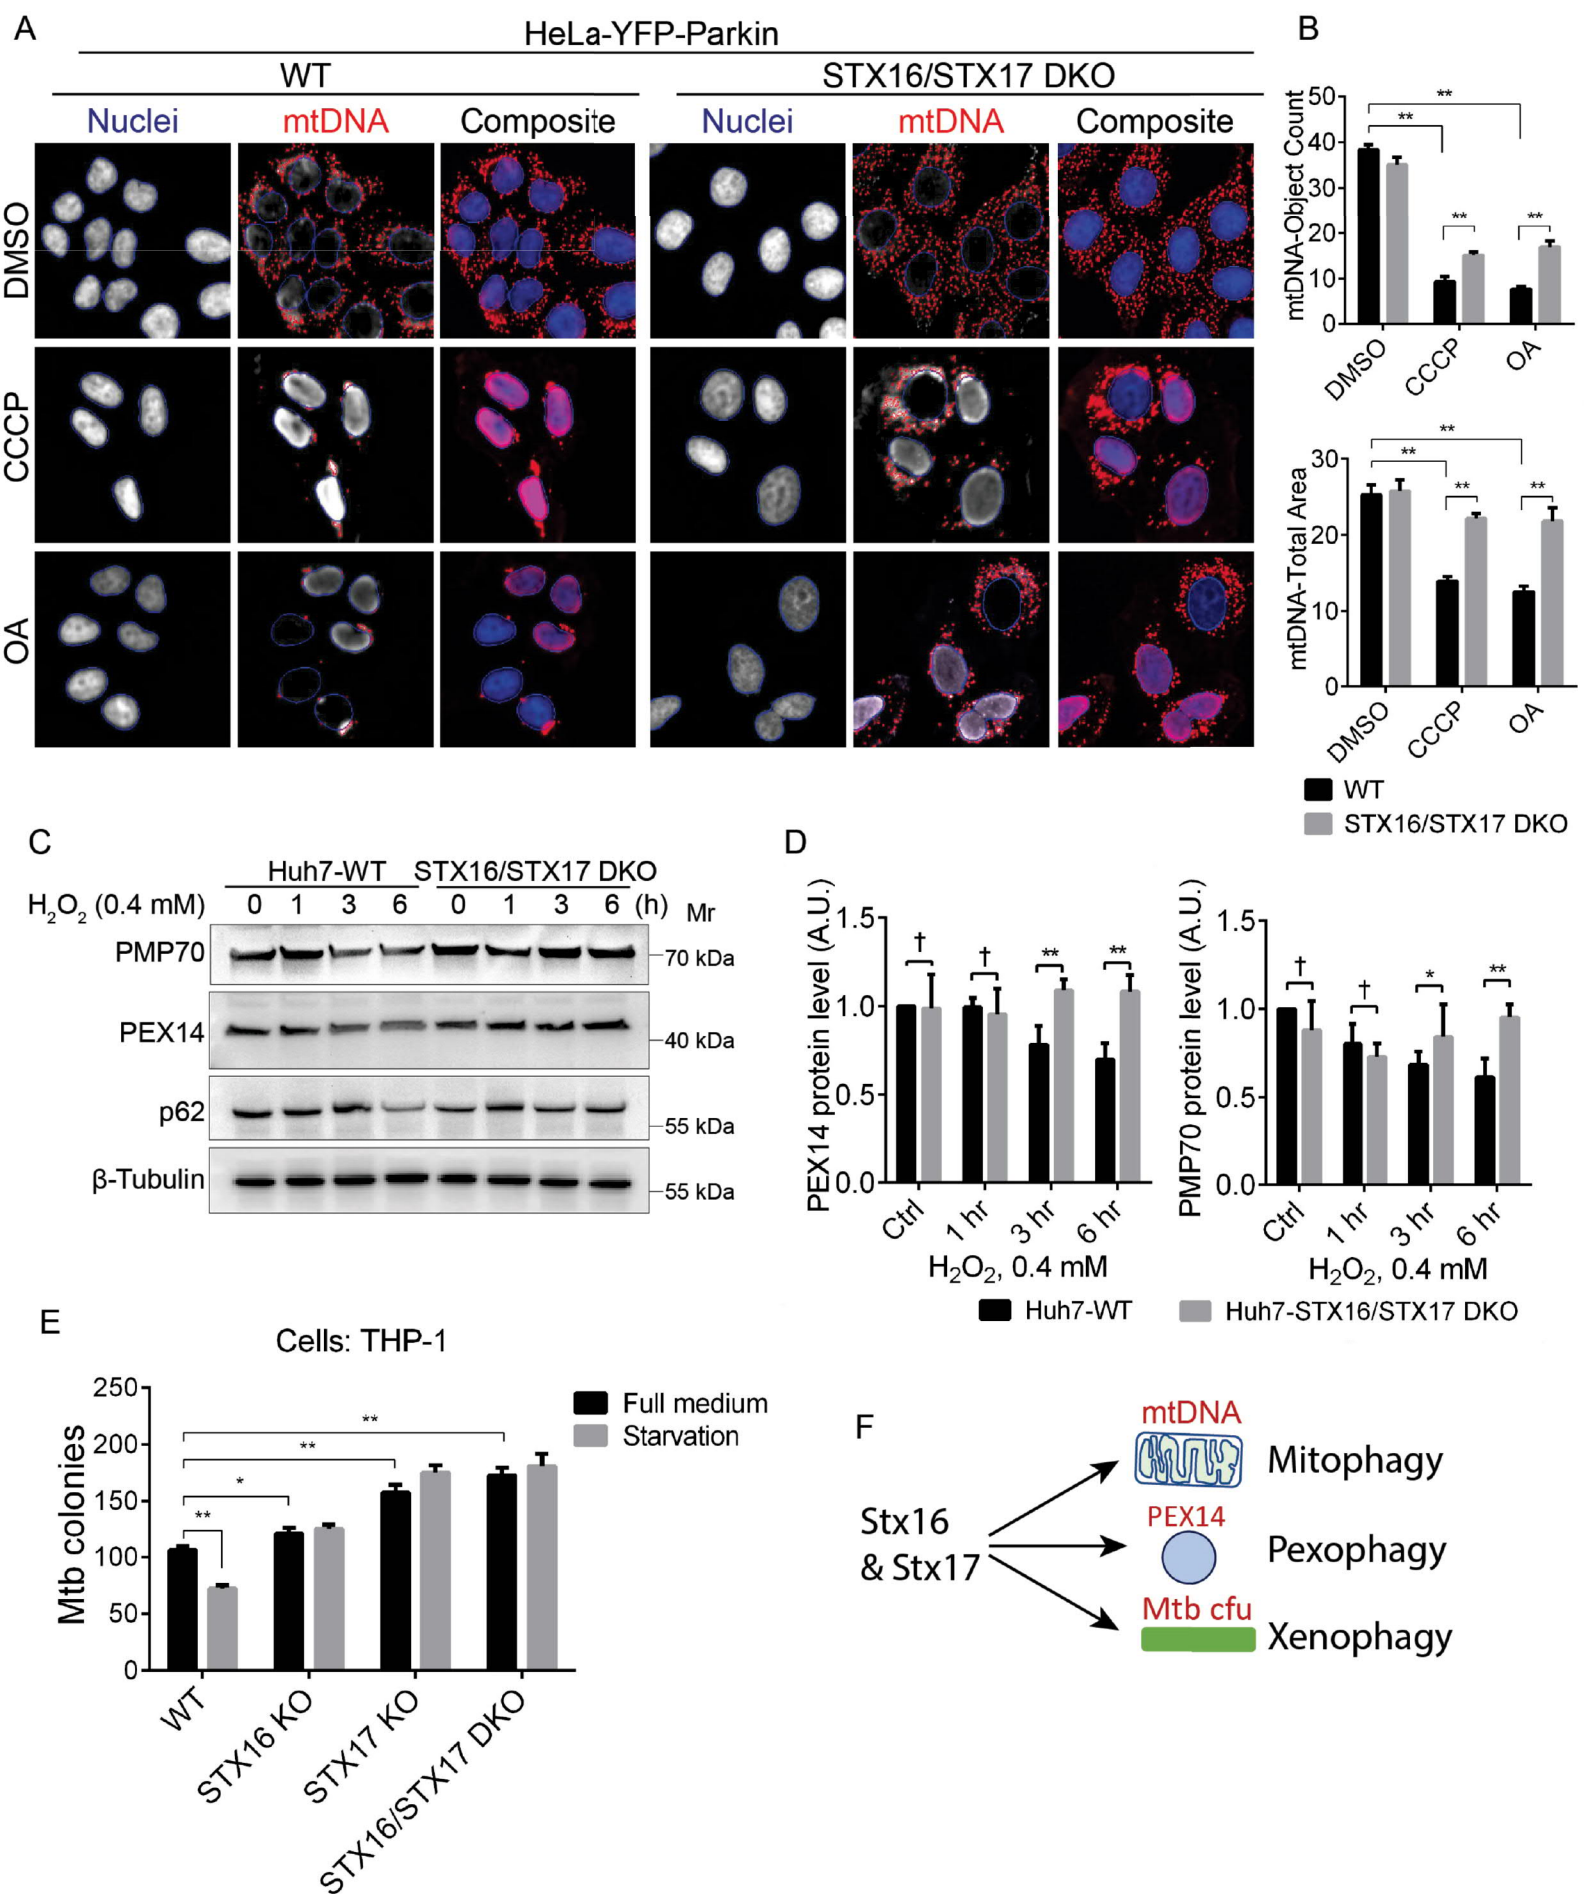 A
HeLa-YFP-Parkin
WT
STX16/STX17 DKO
Nuclei
mtDNA
Composite
Nuclei
mtDNA
Composite
DMSO
CCCP
OA
B
mtDNA-Object Count
50
40
30
20
10
0
**
**
**
**
DMSO
CCCP
OA
mtDNA-Total Area
30
20
10
0
**
**
**
**
DMSO
CCCP
OA
WT
STX16/STX17 DKO
C
Huh7-WT
STX16/STX17 DKO
H2O2 (0.4 mM)
0 1 3 6 0 1 3 6 (h) Mr
PMP70
70 kDa
PEX14
40 kDa
p62
55 kDa
β-Tubulin
55 kDa
D
PEX14 protein level (A.U.)
1.5
1.0
0.5
0.0
† † ** **
Ctrl
1 hr
3 hr
6 hr
H2O2, 0.4 mM
PMP70 protein level (A.U.)
1.5
1.0
0.5
0.0
† † * **
Ctrl
1 hr
3 hr
6 hr
H2O2, 0.4 mM
Huh7-WT
Huh7-STX16/STX17 DKO
E
Cells: THP-1
Mtb colonies
250
200
150
100
50
0
**
**
*
**
Full medium
Starvation
WT
STX16 KO
STX17 KO
STX16/STX17 DKO
F
Stx16
& Stx17
mtDNA
Mitophagy
PEX14
Pexophagy
Mtb cfu
Xenophagy